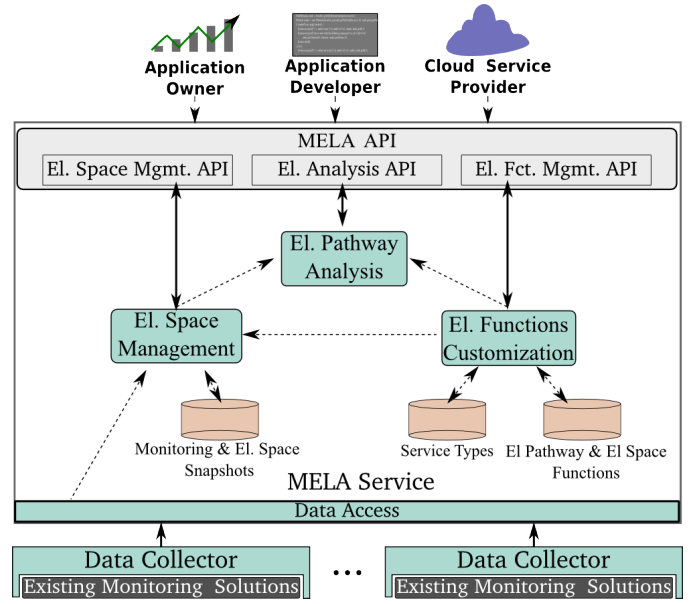 Application
Owner
Application
Developer
Cloud Service
Provider
MELA API
El. Space Mgmt. API
El. Analysis API
El. Fct. Mgmt. API
El. Pathway
Analysis
El. Space
Management
El. Functions
Customization
Monitoring & El. Space
Snapshots
Service Types
El Pathway & El Space
Functions
MELA Service
Data Access
Data Collector
Existing Monitoring Solutions
...
Data Collector
Existing Monitoring Solutions